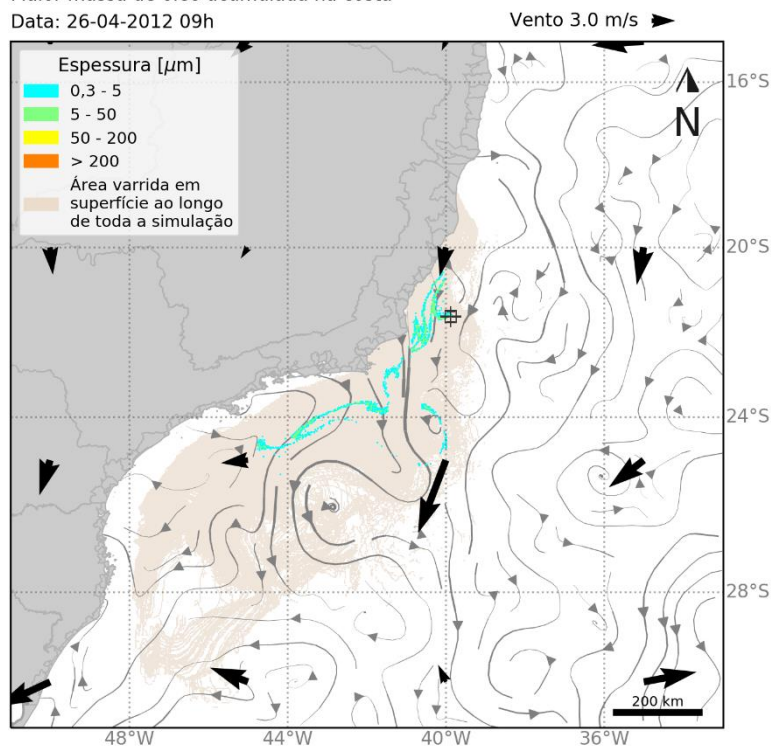 Data: 26-04-2012 09h
Vento 3.0 m/s
Espessura [μm]
0,3 - 5
5 - 50
50 - 200
> 200
Área varrida em
superfície ao longo
de toda a simulação
N
16°S
20°S
24°S
28°S
200 km
48°W
44°W
40°W
36°W